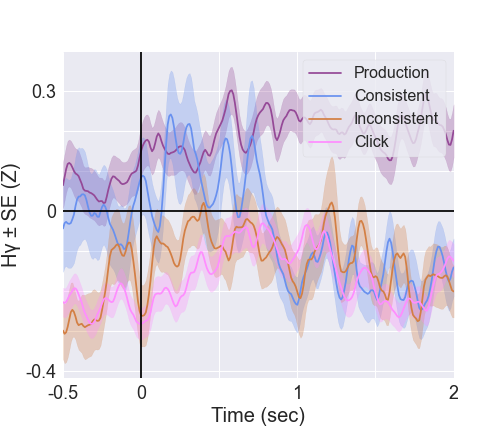 Production
Consistent
Inconsistent
Click
0.3
0
-0.4
Hγ ± SE (Z)
-0.5
0
1
2
Time (sec)